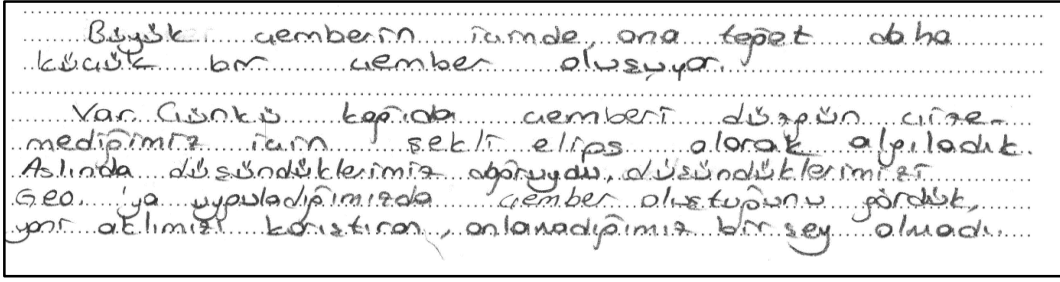 Büyük çemberin içinde, ona teğet daha
küçük bir çember oluşuyor.
Var. Çünkü kağıda çemberi düzgün çize-
mediğimiz için şekli elips olarak algıladık.
Aslında düşündüklerimiz doğruydu, düşündüklerimizi
Geo.'ya uyguladığımızda çember oluştuğunu gördük,
yani aklımızı karıştıran, anlamadığımız bir şey olmadı.